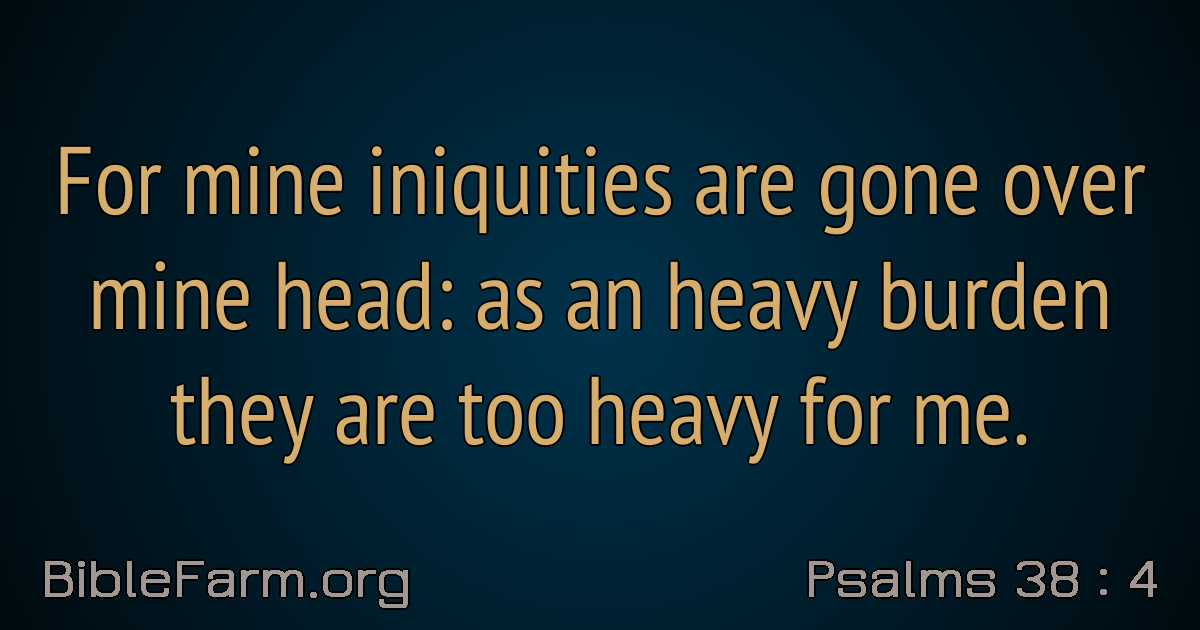 For mine iniquities are gone over
mine head: as an heavy burden
they are too heavy for me.
BibleFarm.org
Psalms 38 : 4